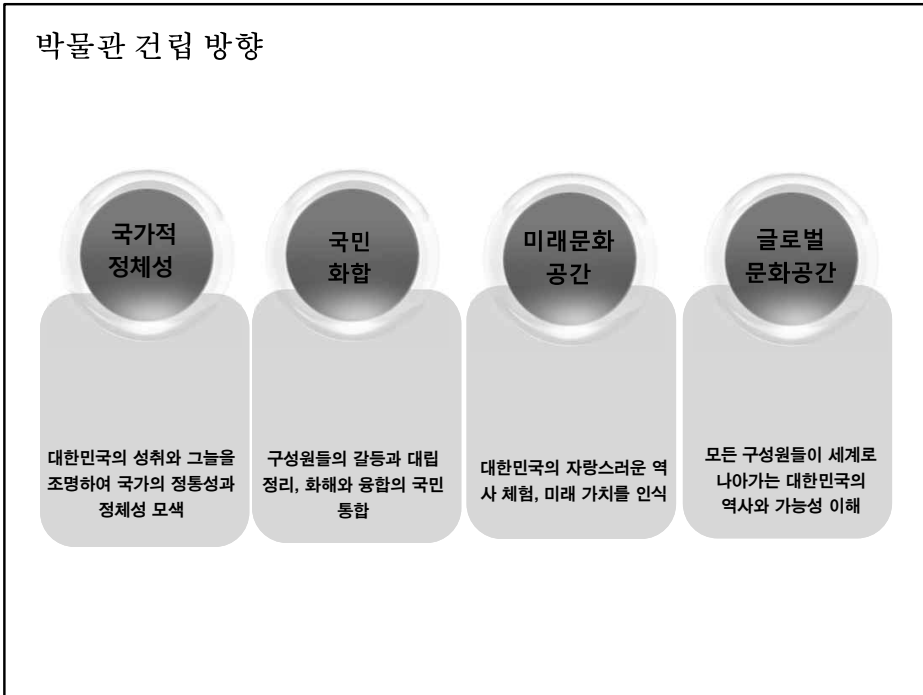 박물관 건립 방향
국가적
정체성
대한민국의 성취와 그늘을
조명하여 국가의 정통성과
정체성 모색
국민
화합
구성원들의 갈등과 대립
정리, 화해와 융합의 국민
통합
미래문화
공간
대한민국의 자랑스러운 역
사 체험, 미래 가치를 인식
글로벌
문화공간
모든 구성원들이 세계로
나아가는 대한민국의
역사와 가능성 이해